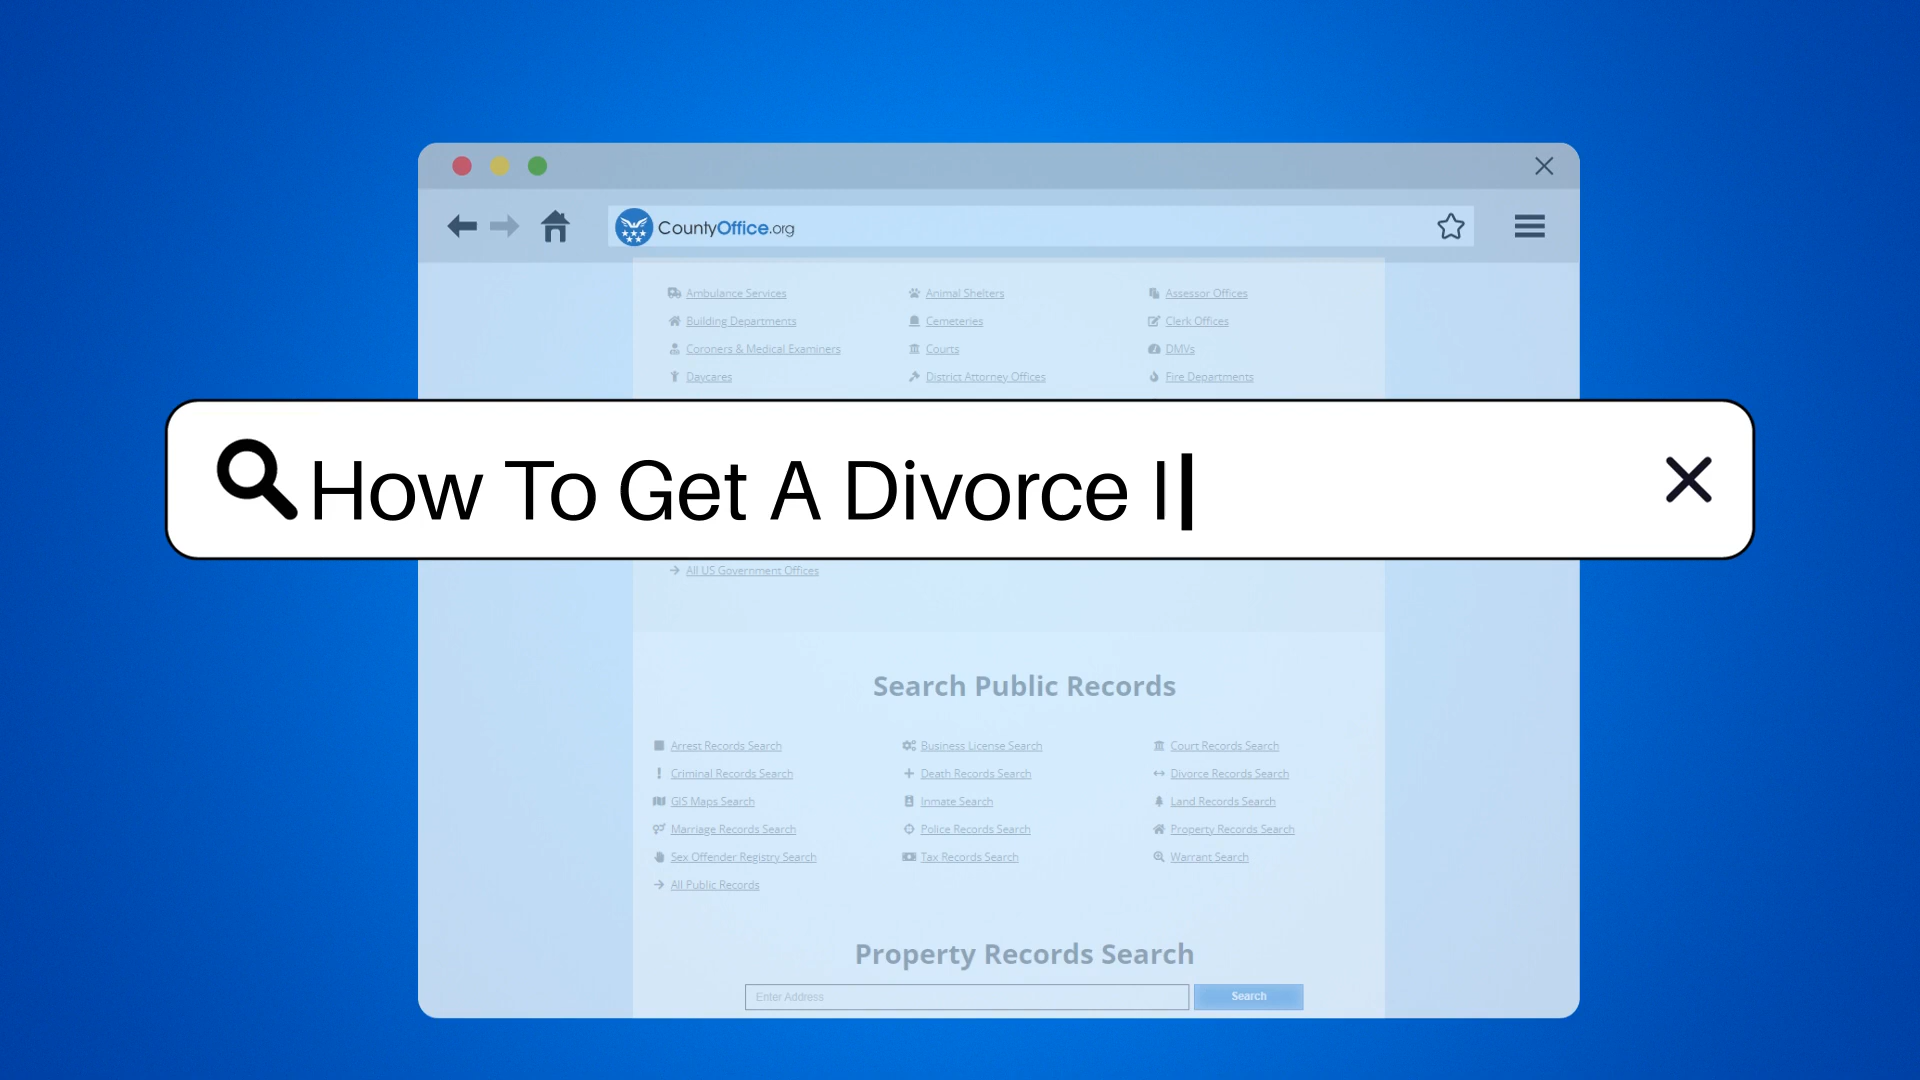 CountyOffice.org
Ambulance Services Animal Shelters Assessor Offices
Building Departments Cemeteries Clerk Offices
Coroners & Medical Examiners Courts DMVs
Daycares District Attorney Offices Fire Departments
How To Get A Divorce I
All US Government Offices
Search Public Records
Arrest Records Search Business License Search Court Records Search
Criminal Records Search Death Records Search Divorce Records Search
GIS Maps Search Inmate Search Land Records Search
Marriage Records Search Police Records Search Property Records Search
Sex Offender Registry Search Tax Records Search Warrant Search
All Public Records
Property Records Search
Enter Address Search